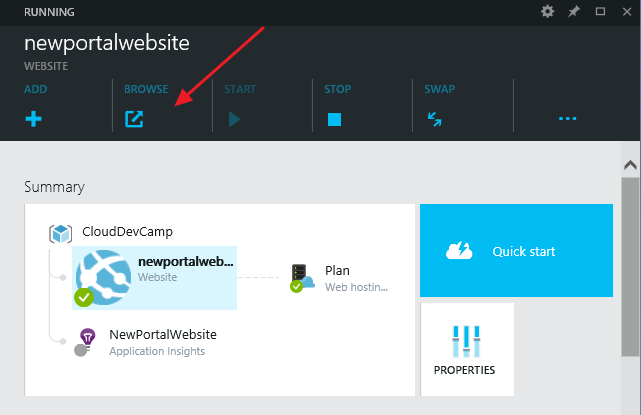 RUNNING
newportalwebsite
WEBSITE
ADD BROWSE START STOP SWAP
Summary
CloudDevCamp
newportalweb...
Website
Plan
Web hostin...
NewPortalWebsite
Application Insights
Quick start
PROPERTIES